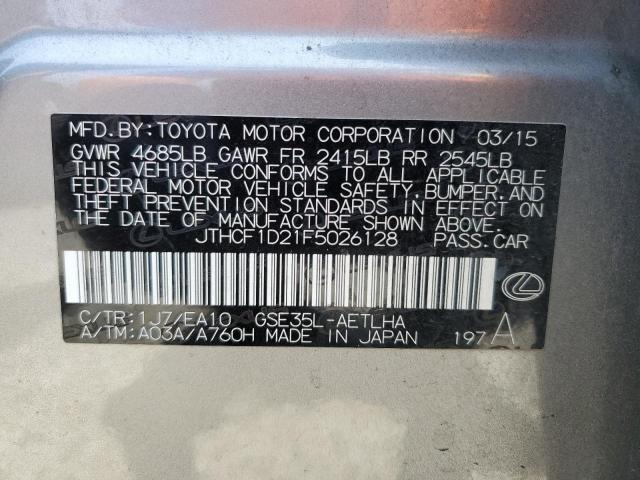 MFD.BY:TOYOTA MOTOR CORPORATION 03/15
GVWR 4685LB GAWR FR 2415LB RR 2545LB
THIS VEHICLE CONFORMS TO ALL APPLICABLE
FEDERAL MOTOR VEHICLE SAFETY,BUMPER,AND
THEFT PREVENTION STANDARDS IN EFFECT ON
THE DATE OF MANUFACTURE SHOWN ABOVE.
JTHCF1D21F5026128 PASS.CAR
C/TR:1J7/EA10 GSE35L-AETLHA
A/TM:A03A/A760H MADE IN JAPAN 197 A